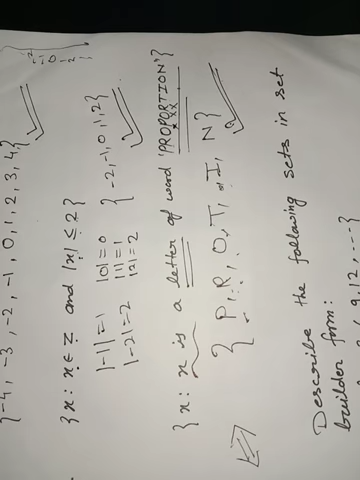 {-4, -3, -2, -1, 0, 1, 2, 3, 4}
{x : x ∈ Z and |x| ≤ 2}
|-1| = 1 |0| = 0 {-2, -1, 0, 1, 2}
|-2| = 2 |1| = 1
|2| = 2
{x : x is a letter of word 'PROPORTION'}
{P, R, O, T, I, N}
Describe the following sets in set
builder form:
9, 12, ---}